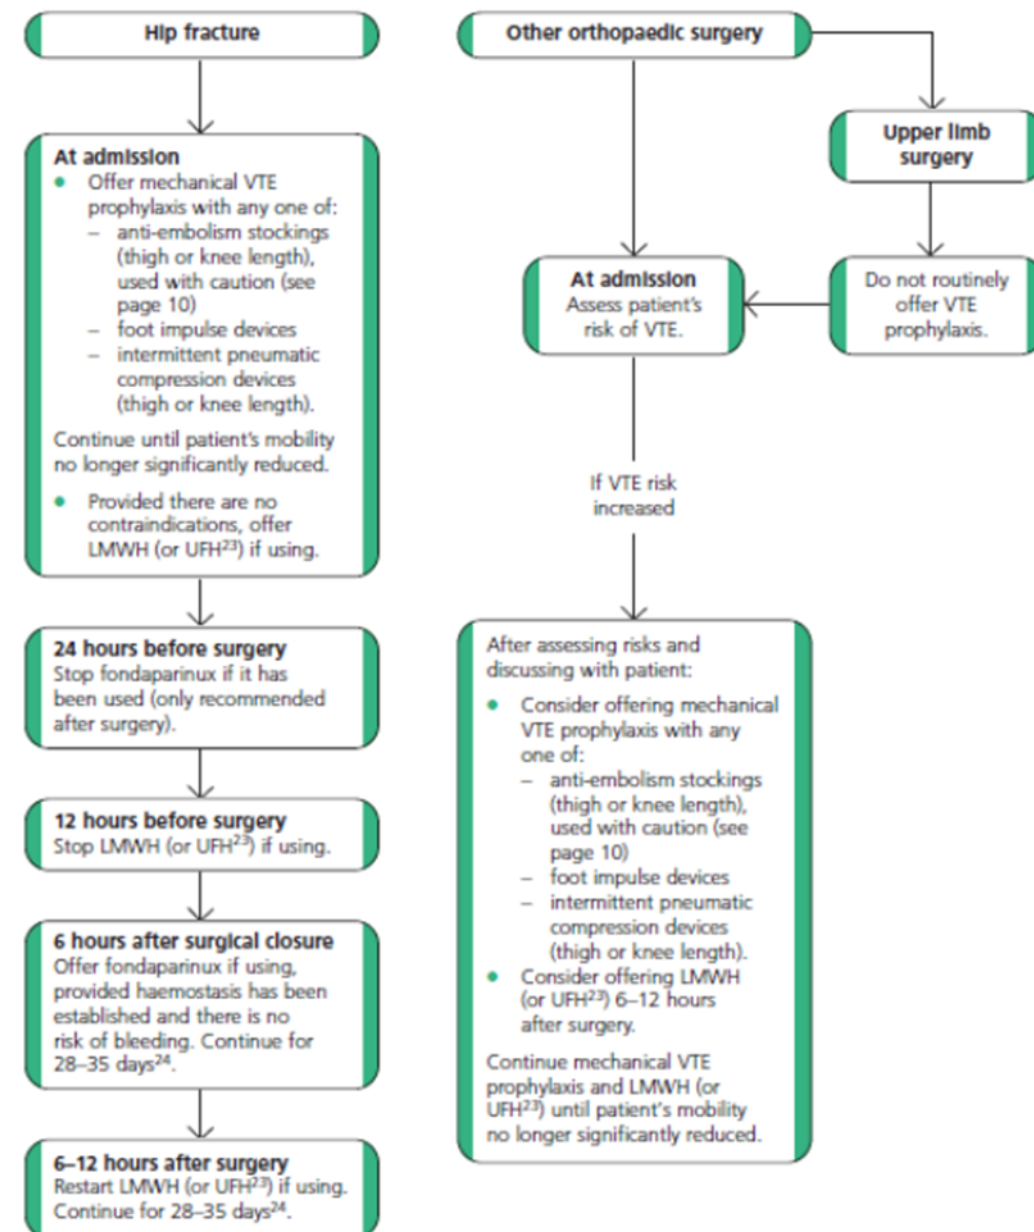 Hip fracture
At admission
• Offer mechanical VTE
prophylaxis with any one of:
– anti-embolism stockings
(thigh or knee length),
used with caution (see
page 10)
– foot impulse devices
– intermittent pneumatic
compression devices
(thigh or knee length).
Continue until patient's mobility
no longer significantly reduced.
• Provided there are no
contraindications, offer
LMWH (or UFH²³) if using.
24 hours before surgery
Stop fondaparinux if it has
been used (only recommended
after surgery).
12 hours before surgery
Stop LMWH (or UFH²³) if using.
6 hours after surgical closure
Offer fondaparinux if using,
provided haemostasis has been
established and there is no
risk of bleeding. Continue for
28–35 days²⁴.
6–12 hours after surgery
Restart LMWH (or UFH²³) if using.
Continue for 28–35 days²⁴.
Other orthopaedic surgery
Upper limb
surgery
Do not routinely
offer VTE
prophylaxis.
At admission
Assess patient's
risk of VTE.
If VTE risk
increased
After assessing risks and
discussing with patient:
• Consider offering mechanical
VTE prophylaxis with any
one of:
– anti-embolism stockings
(thigh or knee length),
used with caution (see
page 10)
– foot impulse devices
– intermittent pneumatic
compression devices
(thigh or knee length).
• Consider offering LMWH
(or UFH²³) 6–12 hours
after surgery.
Continue mechanical VTE
prophylaxis and LMWH (or
UFH²³) until patient's mobility
no longer significantly reduced.